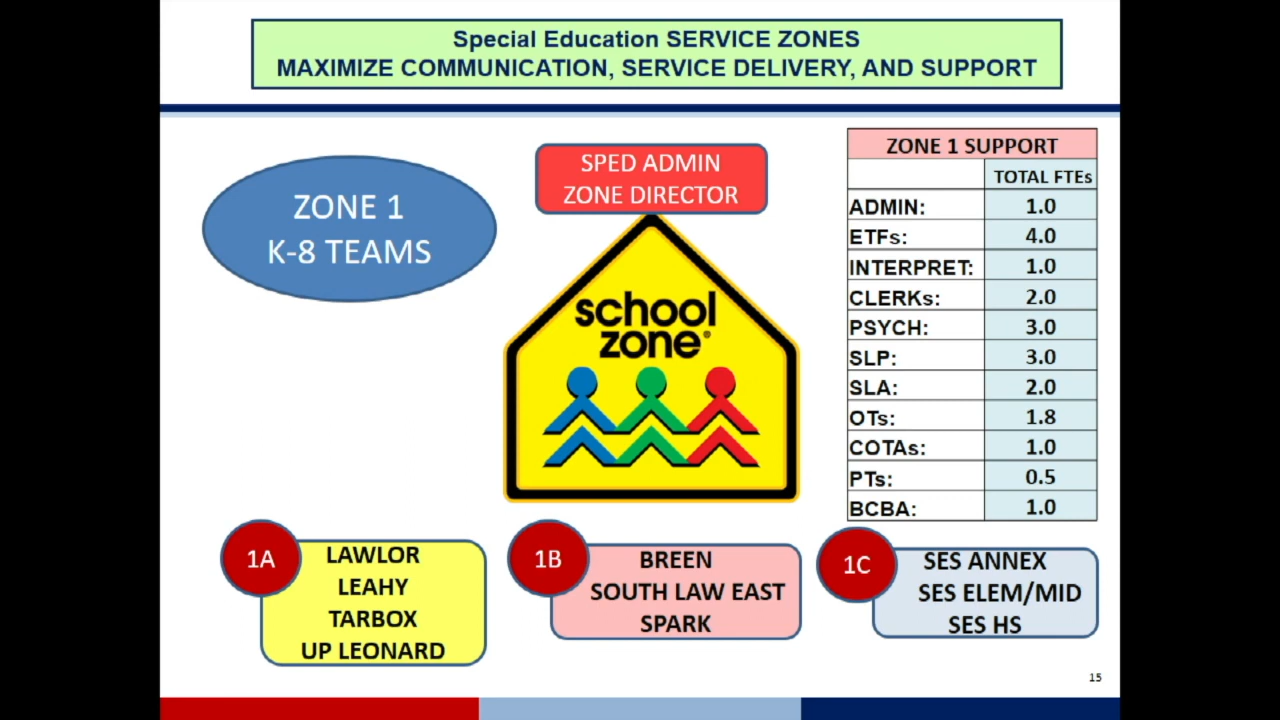 Special Education SERVICE ZONES
MAXIMIZE COMMUNICATION, SERVICE DELIVERY, AND SUPPORT
ZONE 1
K-8 TEAMS
SPED ADMIN
ZONE DIRECTOR
school
zone®
ZONE 1 SUPPORT
TOTAL FTEs
ADMIN: 1.0
ETFs: 4.0
INTERPRET: 1.0
CLERKs: 2.0
PSYCH: 3.0
SLP: 3.0
SLA: 2.0
OTs: 1.8
COTAs: 1.0
PTs: 0.5
BCBA: 1.0
1A
LAWLOR
LEAHY
TARBOX
UP LEONARD
1B
BREEN
SOUTH LAW EAST
SPARK
1C
SES ANNEX
SES ELEM/MID
SES HS
15